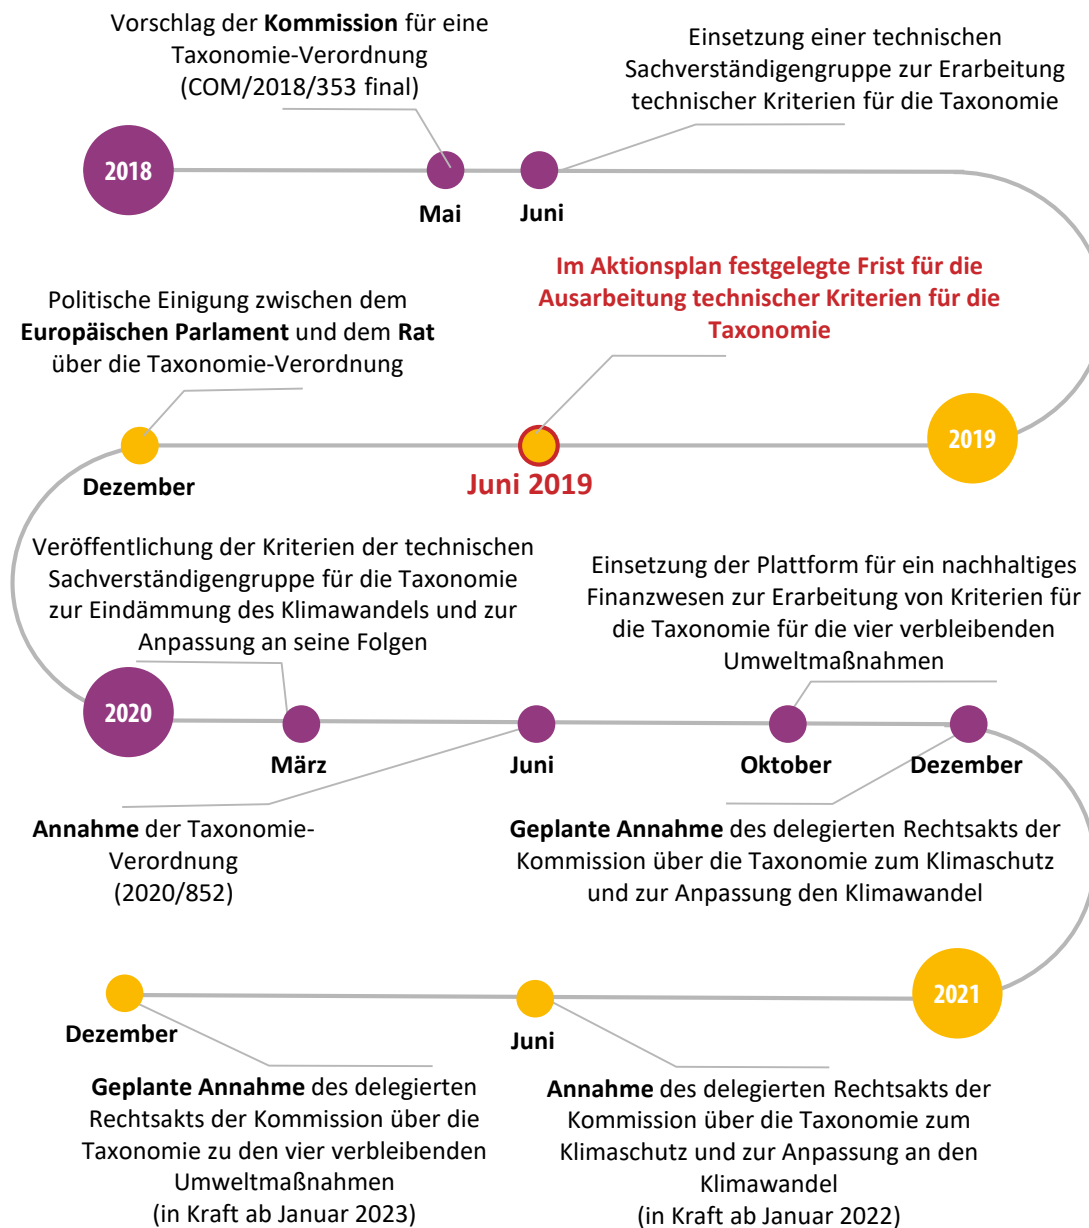 Vorschlag der Kommission für eine
Taxonomie-Verordnung
(COM/2018/353 final)
Einsetzung einer technischen
Sachverständigengruppe zur Erarbeitung
technischer Kriterien für die Taxonomie
2018
Mai
Juni
Im Aktionsplan festgelegte Frist für die
Ausarbeitung technischer Kriterien für die
Taxonomie
Politische Einigung zwischen dem
Europäischen Parlament und dem Rat
über die Taxonomie-Verordnung
2019
Juni 2019
Dezember
Veröffentlichung der Kriterien der technischen
Sachverständigengruppe für die Taxonomie
zur Eindämmung des Klimawandels und zur
Anpassung an seine Folgen
Einsetzung der Plattform für ein nachhaltiges
Finanzwesen zur Erarbeitung von Kriterien für
die Taxonomie für die vier verbleibenden
Umweltmaßnahmen
2020
März
Juni
Oktober
Dezember
Annahme der Taxonomie-
Verordnung
(2020/852)
Geplante Annahme des delegierten Rechtsakts der
Kommission über die Taxonomie zum Klimaschutz
und zur Anpassung den Klimawandel
2021
Juni
Dezember
Annahme des delegierten Rechtsakts der
Kommission über die Taxonomie zum
Klimaschutz und zur Anpassung an den
Klimawandel
(in Kraft ab Januar 2022)
Geplante Annahme des delegierten
Rechtsakts der Kommission über die
Taxonomie zu den vier verbleibenden
Umweltmaßnahmen
(in Kraft ab Januar 2023)